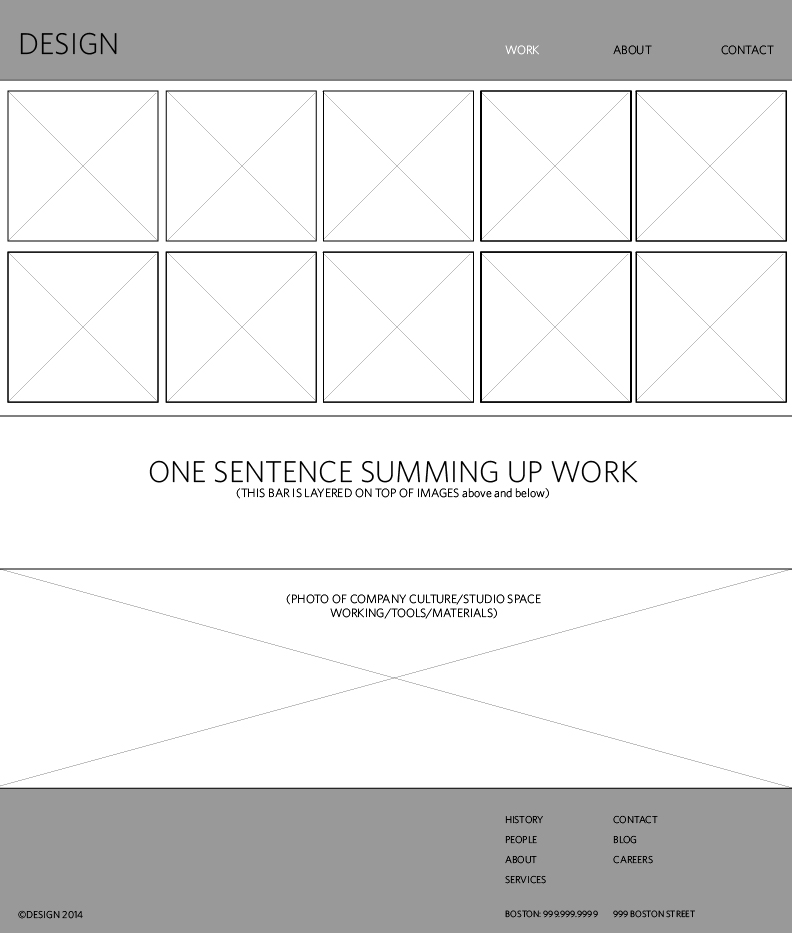 DESIGN
WORK ABOUT CONTACT
ONE SENTENCE SUMMING UP WORK
(THIS BAR IS LAYERED ON TOP OF IMAGES above and below)
(PHOTO OF COMPANY CULTURE/STUDIO SPACE
WORKING/TOOLS/MATERIALS)
HISTORY CONTACT
PEOPLE BLOG
ABOUT CAREERS
SERVICES
©DESIGN 2014 BOSTON: 999.999.9999 999 BOSTON STREET